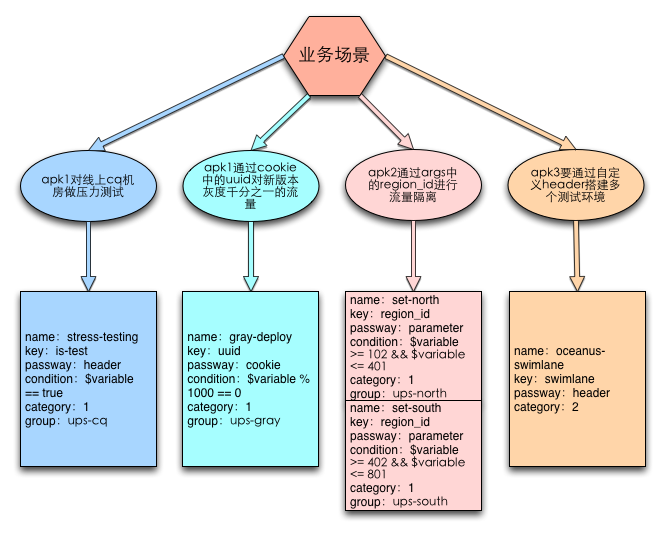 业务场景
apk1对线上cq机
房做压力测试
apk1通过cookie
中的uuid对新版本
灰度千分之一的流
量
apk2通过args中
的region_id进行
流量隔离
apk3要通过自定
义header搭建多
个测试环境
name：stress-testing
key：is-test
passway：header
condition：$variable
== true
category：1
group：ups-cq
name：gray-deploy
key：uuid
passway：cookie
condition：$variable %
1000 == 0
category：1
group：ups-gray
name：set-north
key：region_id
passway：parameter
condition：$variable
>= 102 && $variable
<= 401
category：1
group：ups-north
name：set-south
key：region_id
passway：parameter
condition：$variable
>= 402 && $variable
<= 801
category：1
group：ups-south
name：oceanus-
swimlane
key：swimlane
passway：header
category：2